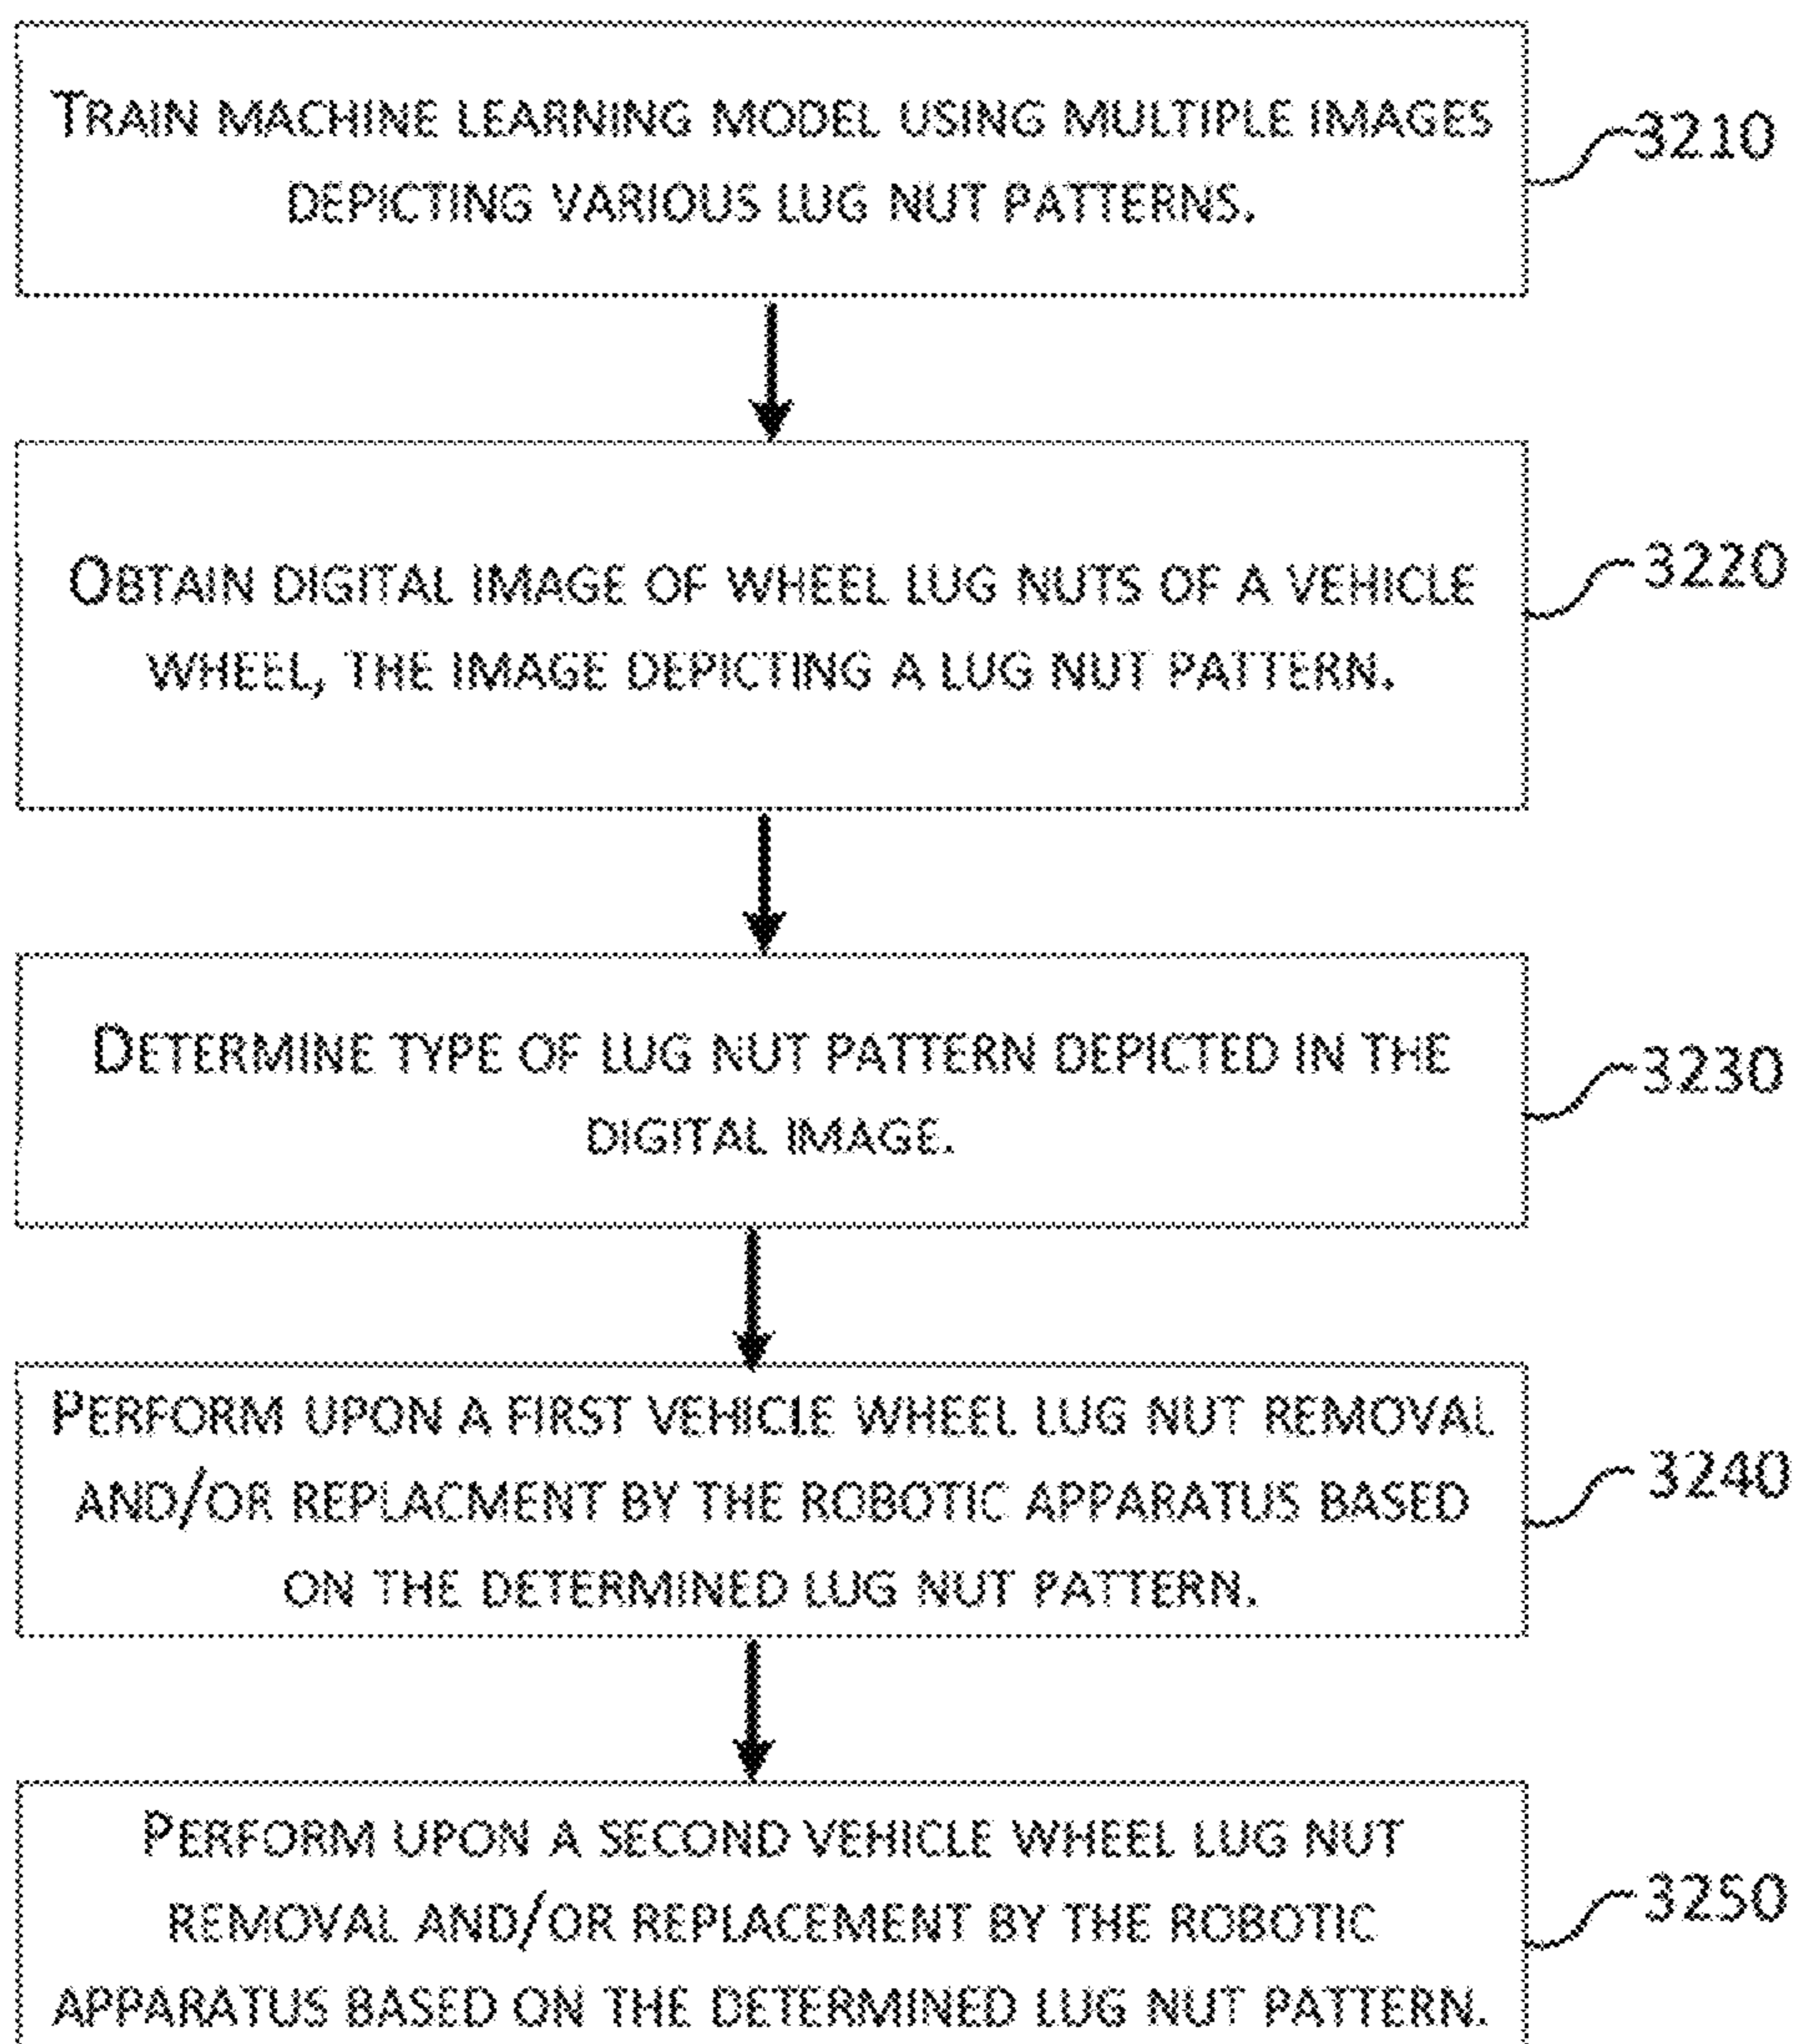 TRAIN MACHINE LEARNING MODEL USING MULTIPLE IMAGES
DEPICTING VARIOUS LUG NUT PATTERNS.
3210
OBTAIN DIGITAL IMAGE OF WHEEL LUG NUTS OF A VEHICLE
WHEEL, THE IMAGE DEPICTING A LUG NUT PATTERN.
3220
DETERMINE TYPE OF LUG NUT PATTERN DEPICTED IN THE
DIGITAL IMAGE.
3230
PERFORM UPON A FIRST VEHICLE WHEEL LUG NUT REMOVAL
AND/OR REPLACMENT BY THE ROBOTIC APPARATUS BASED
ON THE DETERMINED LUG NUT PATTERN.
3240
PERFORM UPON A SECOND VEHICLE WHEEL LUG NUT
REMOVAL AND/OR REPLACEMENT BY THE ROBOTIC
APPARATUS BASED ON THE DETERMINED LUG NUT PATTERN.
3250